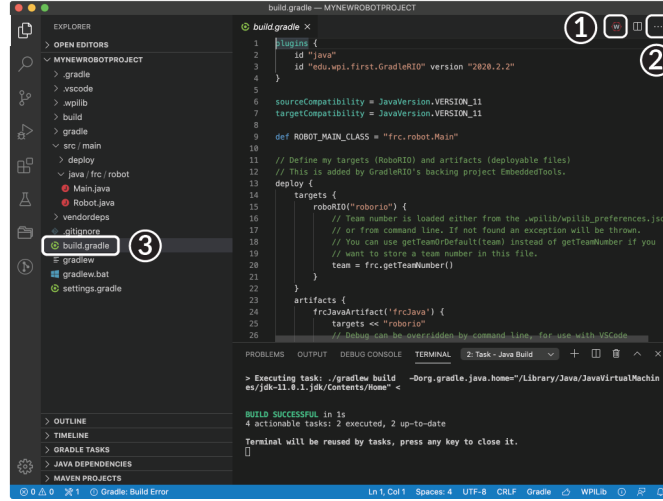 build.gradle — MYNEWROBOTPROJECT
EXPLORER
OPEN EDITORS
MYNEWROBOTPROJECT
.gradle
.vscode
.wpilib
build
gradle
src / main
deploy
java / frc / robot
Main.java
Robot.java
vendordeps
.gitignore
build.gradle
3
gradlew
gradlew.bat
settings.gradle
OUTLINE
TIMELINE
GRADLE TASKS
JAVA DEPENDENCIES
MAVEN PROJECTS
build.gradle ×
1
W
2
1 plugins {
2 id "java"
3 id "edu.wpi.first.GradleRIO" version "2020.2.2"
4 }
5
6 sourceCompatibility = JavaVersion.VERSION_11
7 targetCompatibility = JavaVersion.VERSION_11
8
9 def ROBOT_MAIN_CLASS = "frc.robot.Main"
10
11 // Define my targets (RoboRIO) and artifacts (deployable files)
12 // This is added by GradleRIO's backing project EmbeddedTools.
13 deploy {
14 targets {
15 roboRIO("roborio") {
16 // Team number is loaded either from the .wpilib/wpilib_preferences.jso
17 // or from command line. If not found an exception will be thrown.
18 // You can use getTeamOrDefault(team) instead of getTeamNumber if you
19 // want to store a team number in this file.
20 team = frc.getTeamNumber()
21 }
22 }
23 artifacts {
24 frcJavaArtifact('frcJava') {
25 targets << "roborio"
26 // Debug can be overridden by command line, for use with VSCode
PROBLEMS OUTPUT DEBUG CONSOLE TERMINAL 2: Task - Java Build
> Executing task: ./gradlew build -Dorg.gradle.java.home="/Library/Java/JavaVirtualMachin
es/jdk-11.0.1.jdk/Contents/Home" <
BUILD SUCCESSFUL in 1s
4 actionable tasks: 2 executed, 2 up-to-date
Terminal will be reused by tasks, press any key to close it.
0 0 1 Gradle: Build Error Ln 1, Col 1 Spaces: 4 UTF-8 CRLF Gradle WPILib